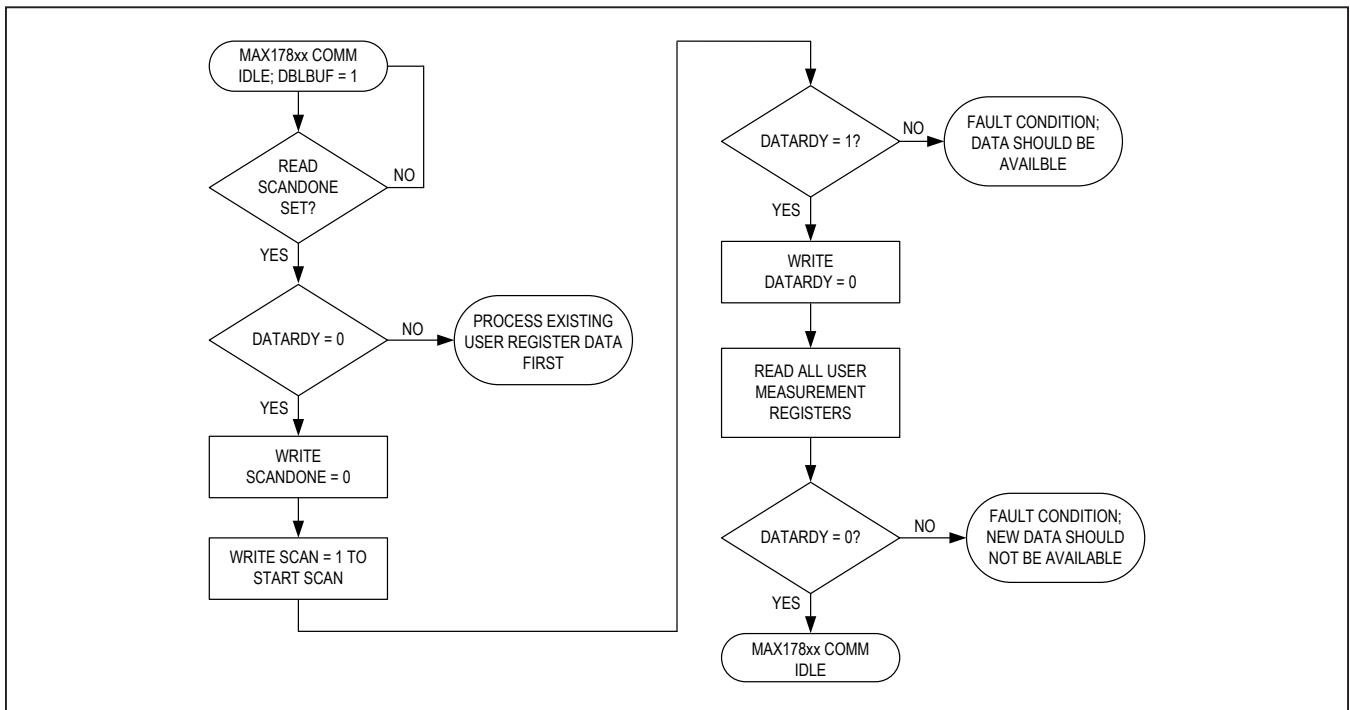 MAX178xx COMM
IDLE; DBLBUF = 1
READ
SCANDONE
SET?
NO
YES
DATARDY = 0
NO
PROCESS EXISTING
USER REGISTER DATA
FIRST
YES
WRITE
SCANDONE = 0
WRITE SCAN = 1 TO
START SCAN
DATARDY = 1?
NO
FAULT CONDITION;
DATA SHOULD BE
AVAILBLE
YES
WRITE
DATARDY = 0
READ ALL USER
MEASUREMENT
REGISTERS
DATARDY = 0?
NO
FAULT CONDITION;
NEW DATA SHOULD
NOT BE AVAILABLE
YES
MAX178xx COMM
IDLE